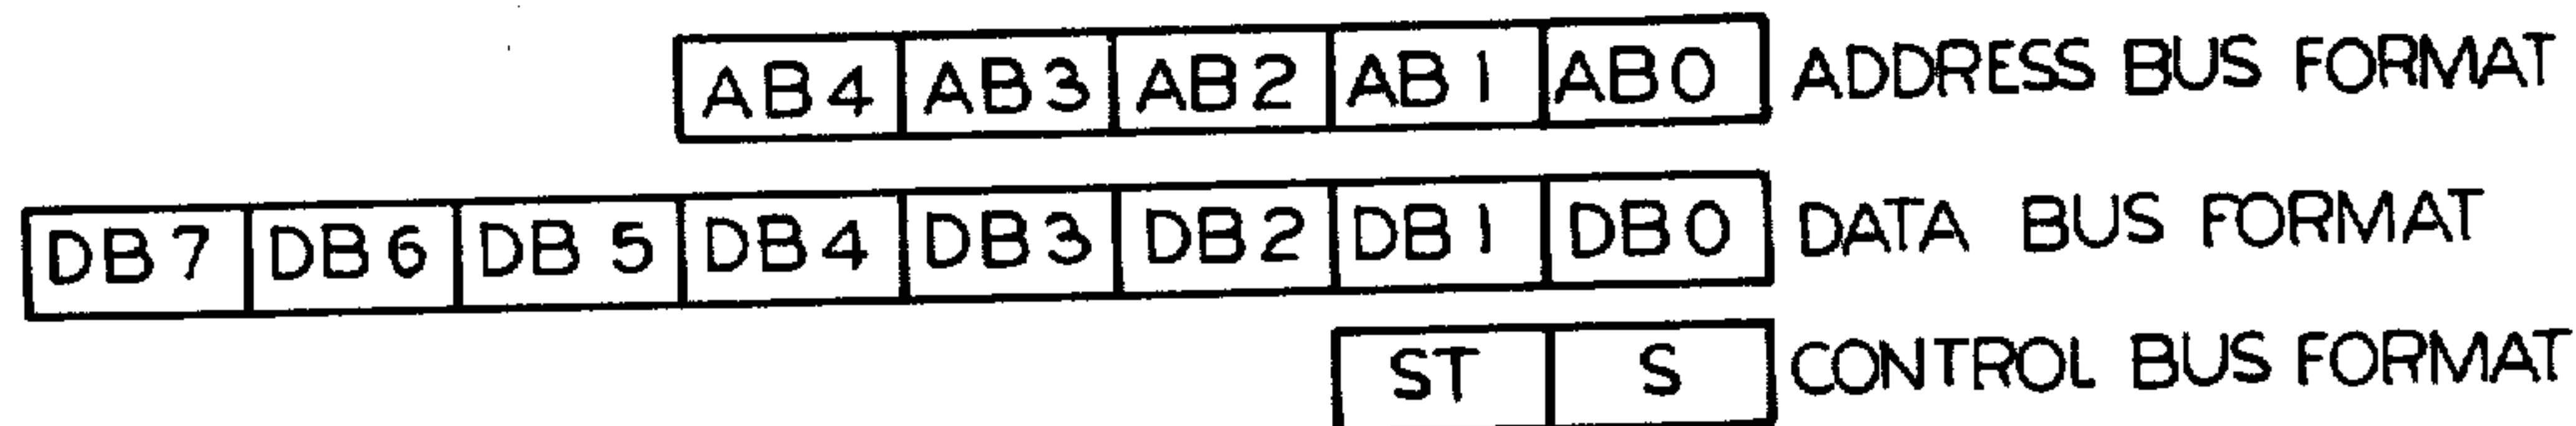 AB4 AB3 AB2 AB1 AB0 ADDRESS BUS FORMAT
DB7 DB6 DB5 DB4 DB3 DB2 DB1 DB0 DATA BUS FORMAT
ST S CONTROL BUS FORMAT